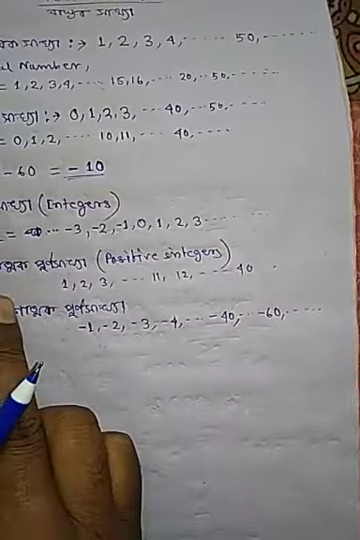 বাস্তব সংখ্যা
সংখ্যা :→ 1, 2, 3, 4, ...... 50, .......
Number,
= 1, 2, 3, 4, ..... 15, 16, .... 20, .. 50, ......
সংখ্যা :→ 0, 1, 2, 3, ... 40, .. 50, .....
= 0, 1, 2, ..... 10, 11, .... 40, .....
- 60 = - 10
(Integers)
= ... -3, -2, -1, 0, 1, 2, 3 ......
পূর্ণসংখ্যা (Positive integers)
1, 2, 3, .... 11, 12, .... 40
পূর্ণসংখ্যা
-1, -2, -3, -4, ... -40, .. -60, .....